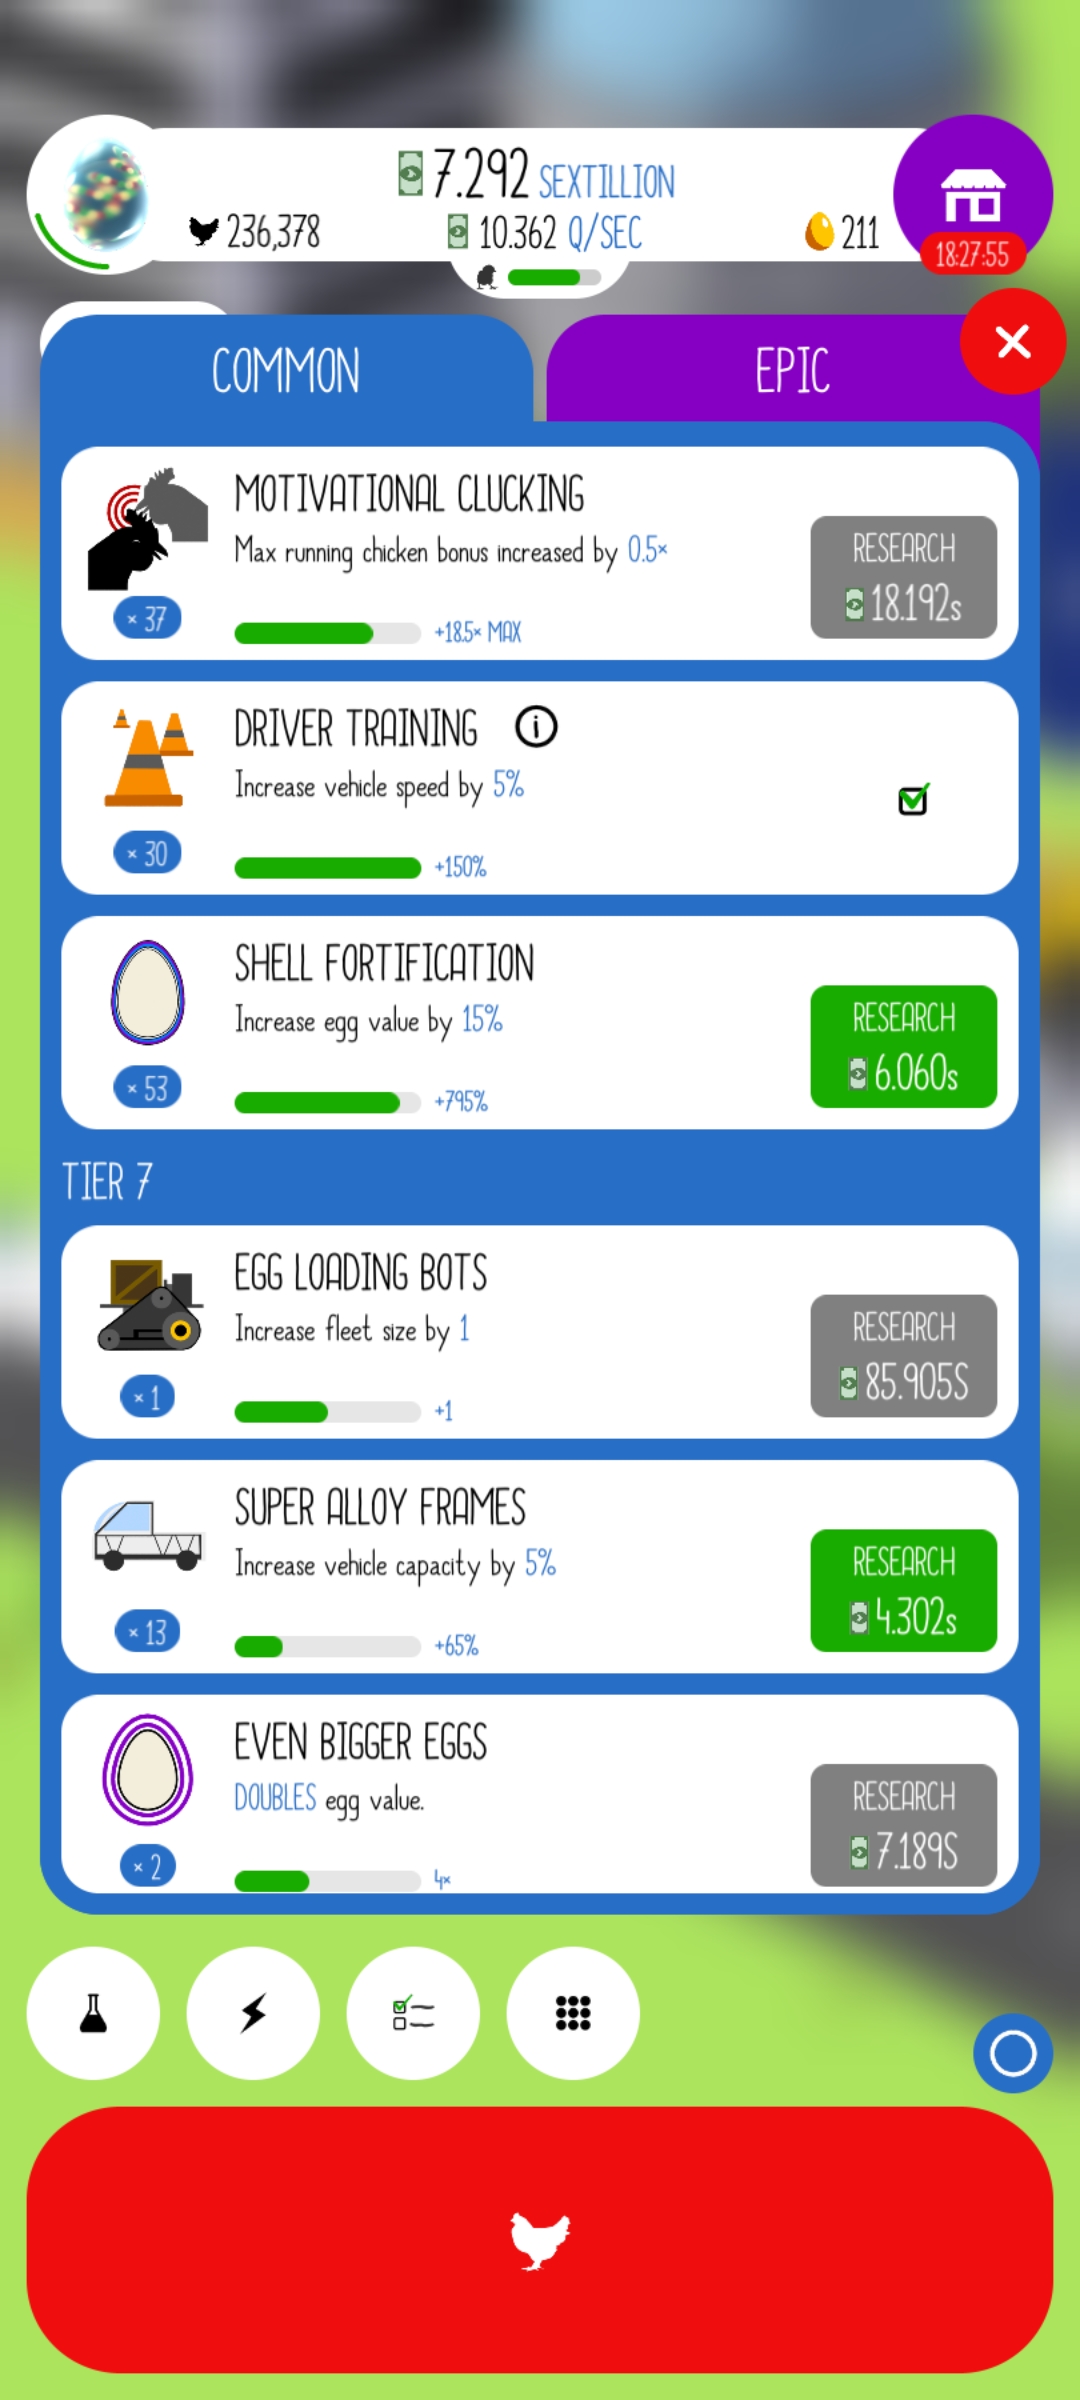 7.292 SEXTILLION
236,378
10.362 Q/SEC
211
18:27:55
COMMON
EPIC
MOTIVATIONAL CLUCKING
Max running chicken bonus increased by 0.5×
RESEARCH
18.192s
× 37
+18.5× MAX
DRIVER TRAINING i
Increase vehicle speed by 5%
× 30
+150%
SHELL FORTIFICATION
Increase egg value by 15%
RESEARCH
6.060s
× 53
+795%
TIER 7
EGG LOADING BOTS
Increase fleet size by 1
RESEARCH
85.905S
× 1
+1
SUPER ALLOY FRAMES
Increase vehicle capacity by 5%
RESEARCH
4.302s
× 13
+65%
EVEN BIGGER EGGS
DOUBLES egg value.
RESEARCH
7.189S
× 2
4×